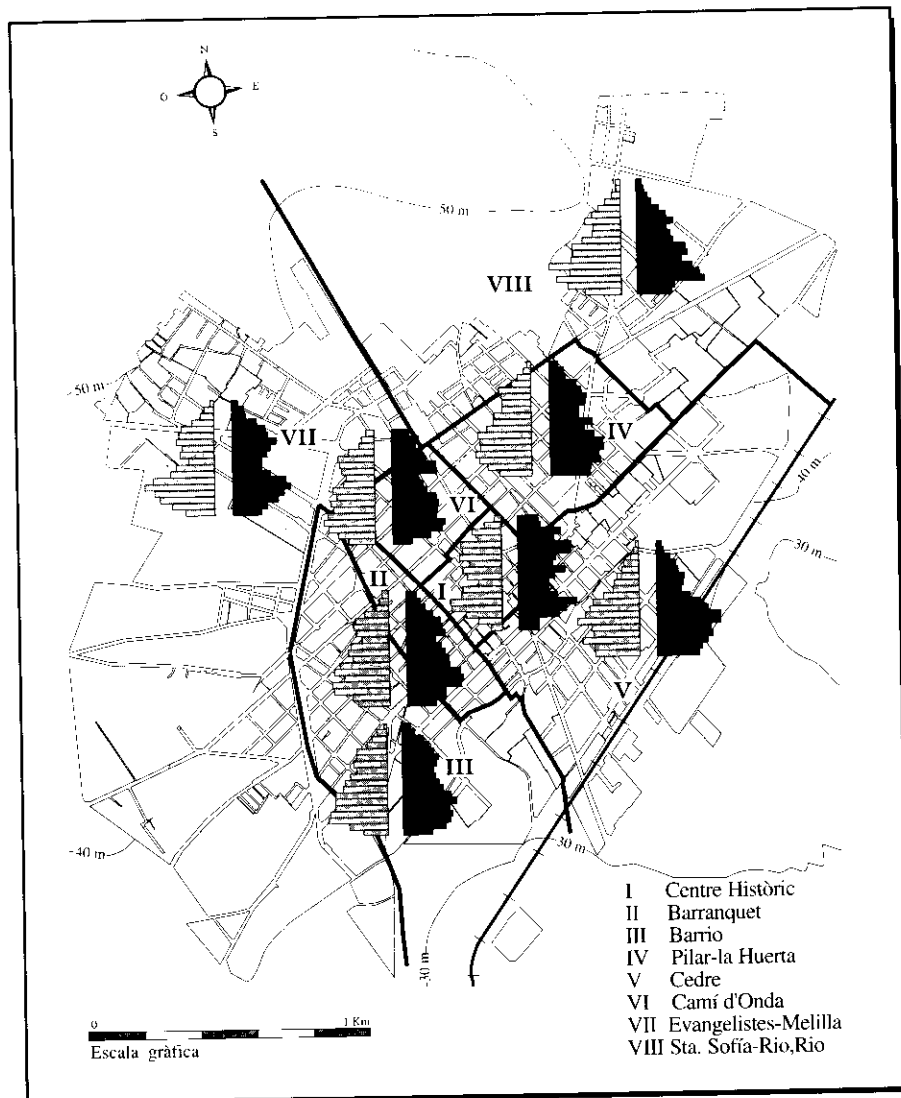 N
O E
S
50 m
VIII
50 m
VII
IV
40 m
VI
30 m
II
I
V
III
40 m
30 m
30 m
I Centre Històric
II Barranquet
III Barrio
IV Pilar-la Huerta
V Cedre
VI Camí d'Onda
VII Evangelistes-Melilla
VIII Sta. Sofía-Rio,Rio
0 1 Km
Escala gràfica